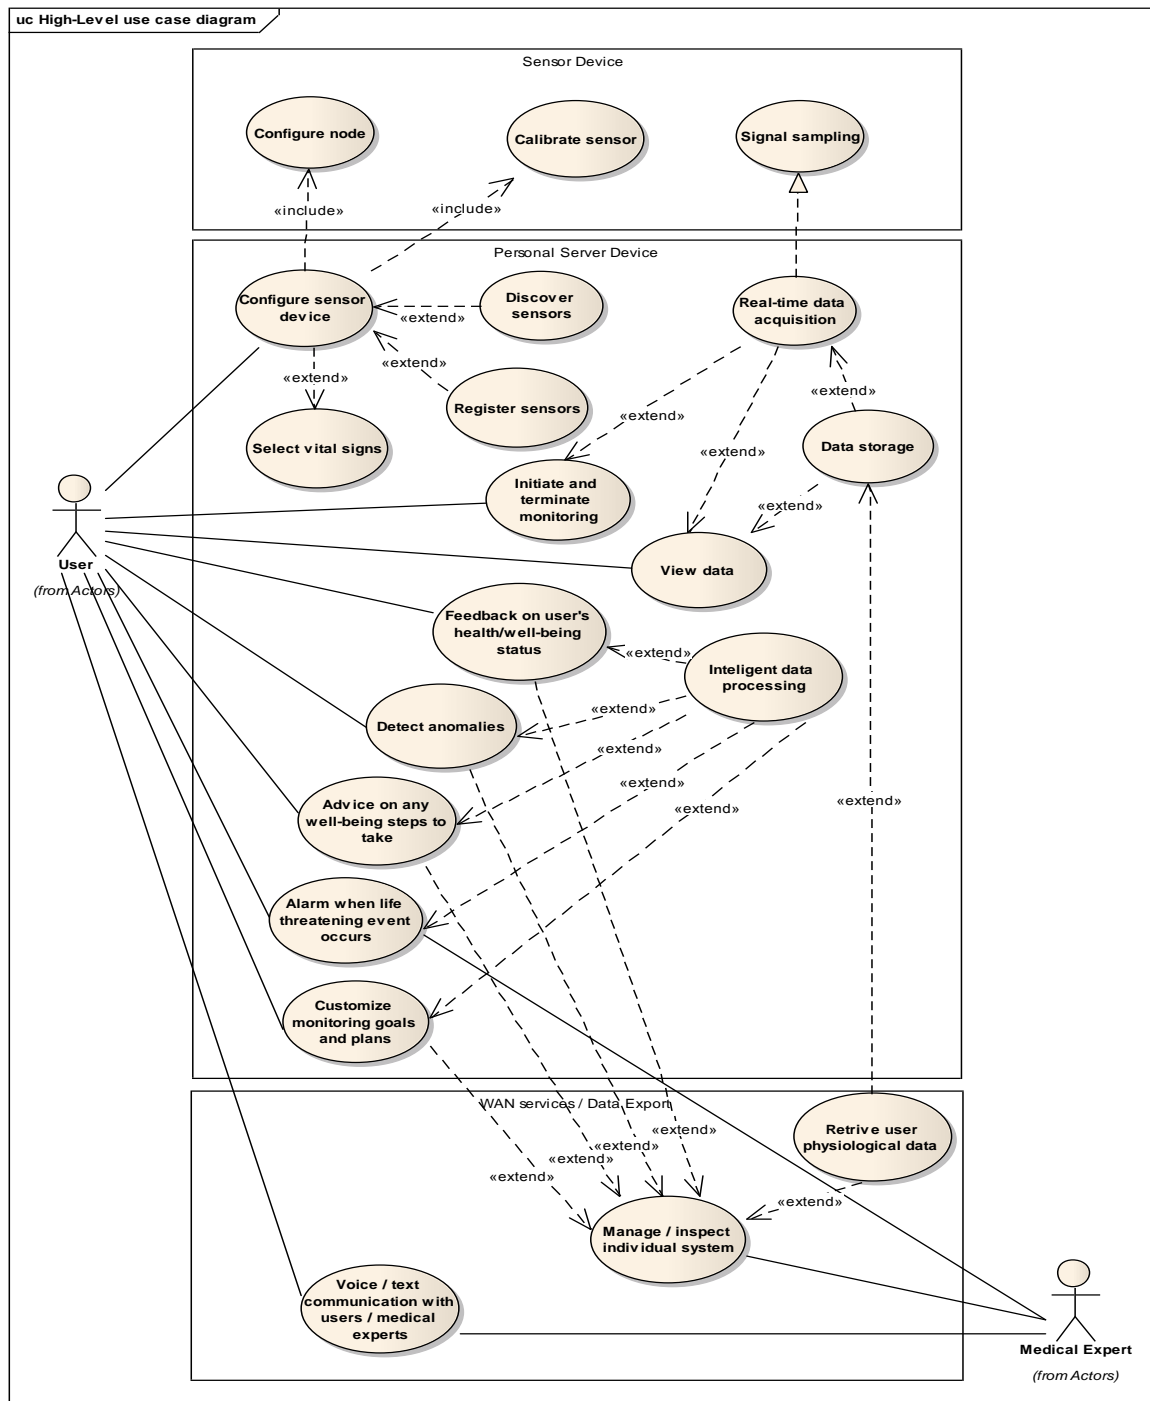 uc High-Level use case diagram
Sensor Device
Configure node
Calibrate sensor
Signal sampling
«include»
«include»
Personal Server Device
Configure sensor
device
Discover
sensors
Real-time data
acquisition
«extend»
«extend»
«extend»
«extend»
Register sensors
«extend»
Select vital signs
Data storage
«extend»
Initiate and
terminate
monitoring
«extend»
User
(from Actors)
View data
Feedback on user's
health/well-being
status
«extend»
Inteligent data
processing
Detect anomalies
«extend»
«extend»
«extend»
«extend»
«extend»
Advice on any
well-being steps to
take
Alarm when life
threatening event
occurs
Customize
monitoring goals
and plans
WAN services / Data Export
Retrive user
physiological data
«extend»
«extend»
«extend»
«extend»
«extend»
Manage / inspect
individual system
Voice / text
communication with
users / medical
experts
Medical Expert
(from Actors)